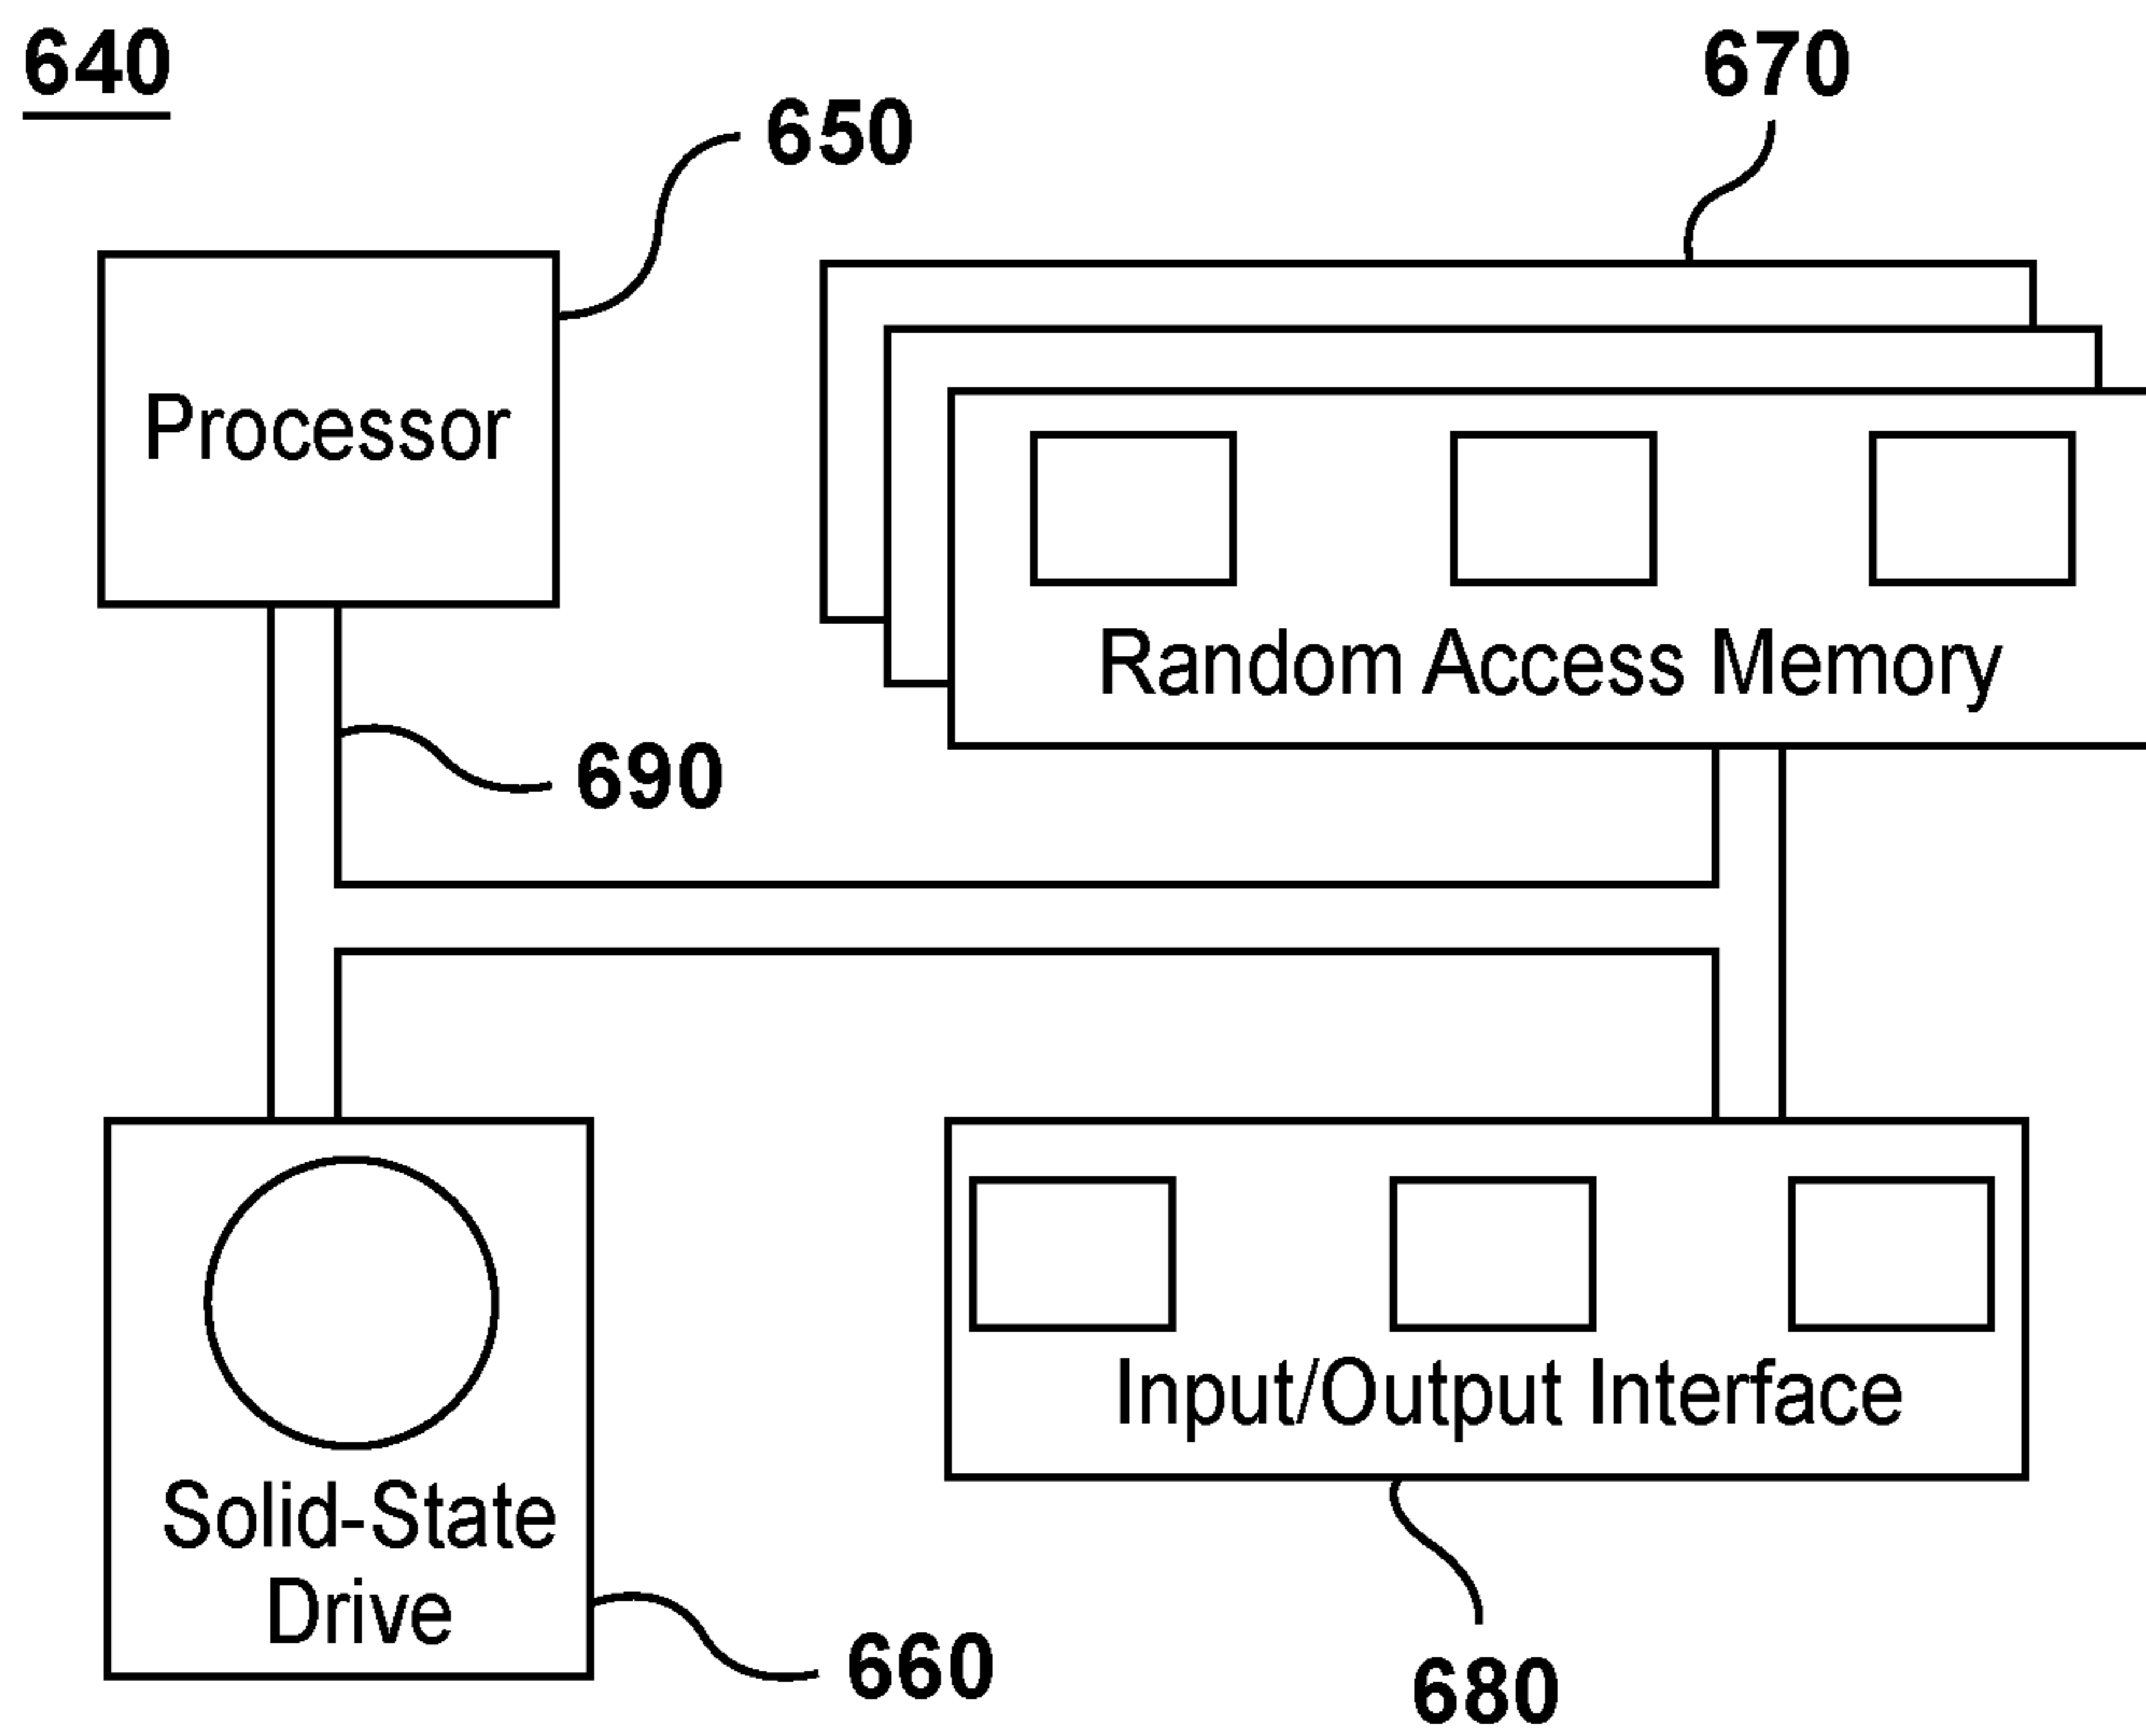 640
650
670
Processor
Random Access Memory
690
Input/Output Interface
Solid-State
Drive
660
680